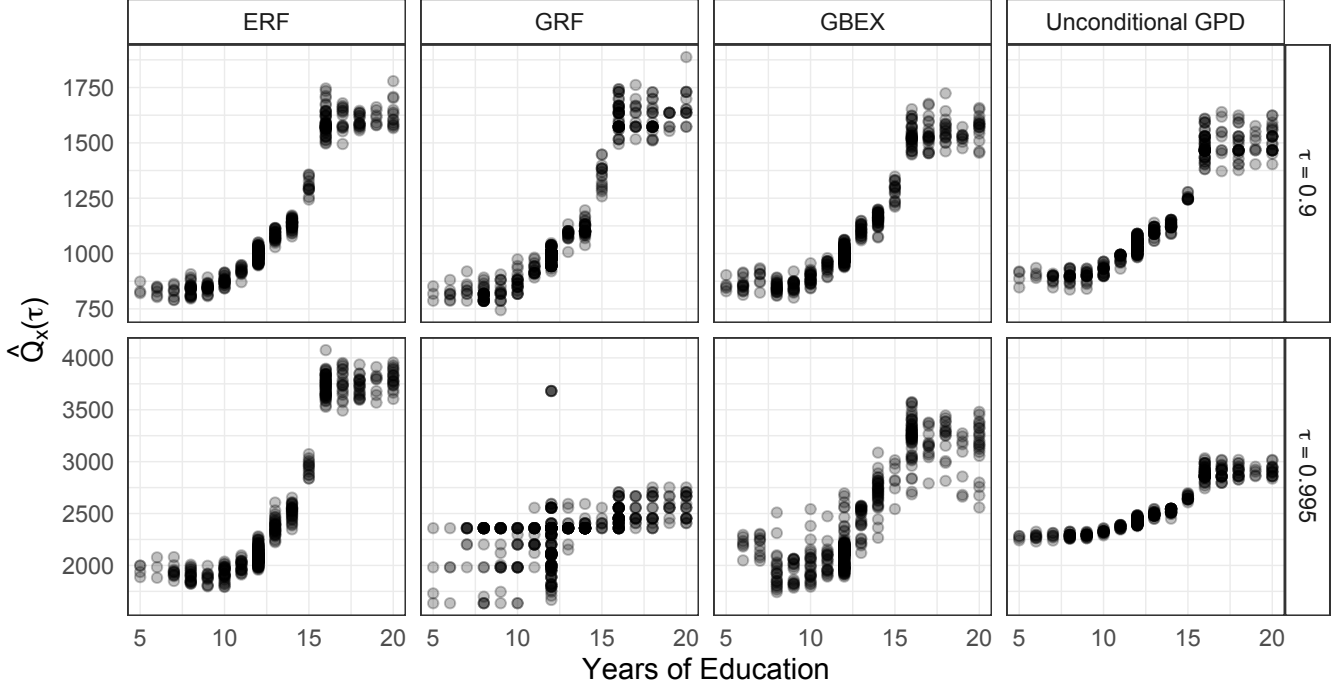 ERF GRF GBEX Unconditional GPD
1750
1500
1250
1000
750
τ = 0.9
Q̂x(τ)
4000
3500
3000
2500
2000
τ = 0.995
5 10 15 20 5 10 15 20 5 10 15 20 5 10 15 20
Years of Education